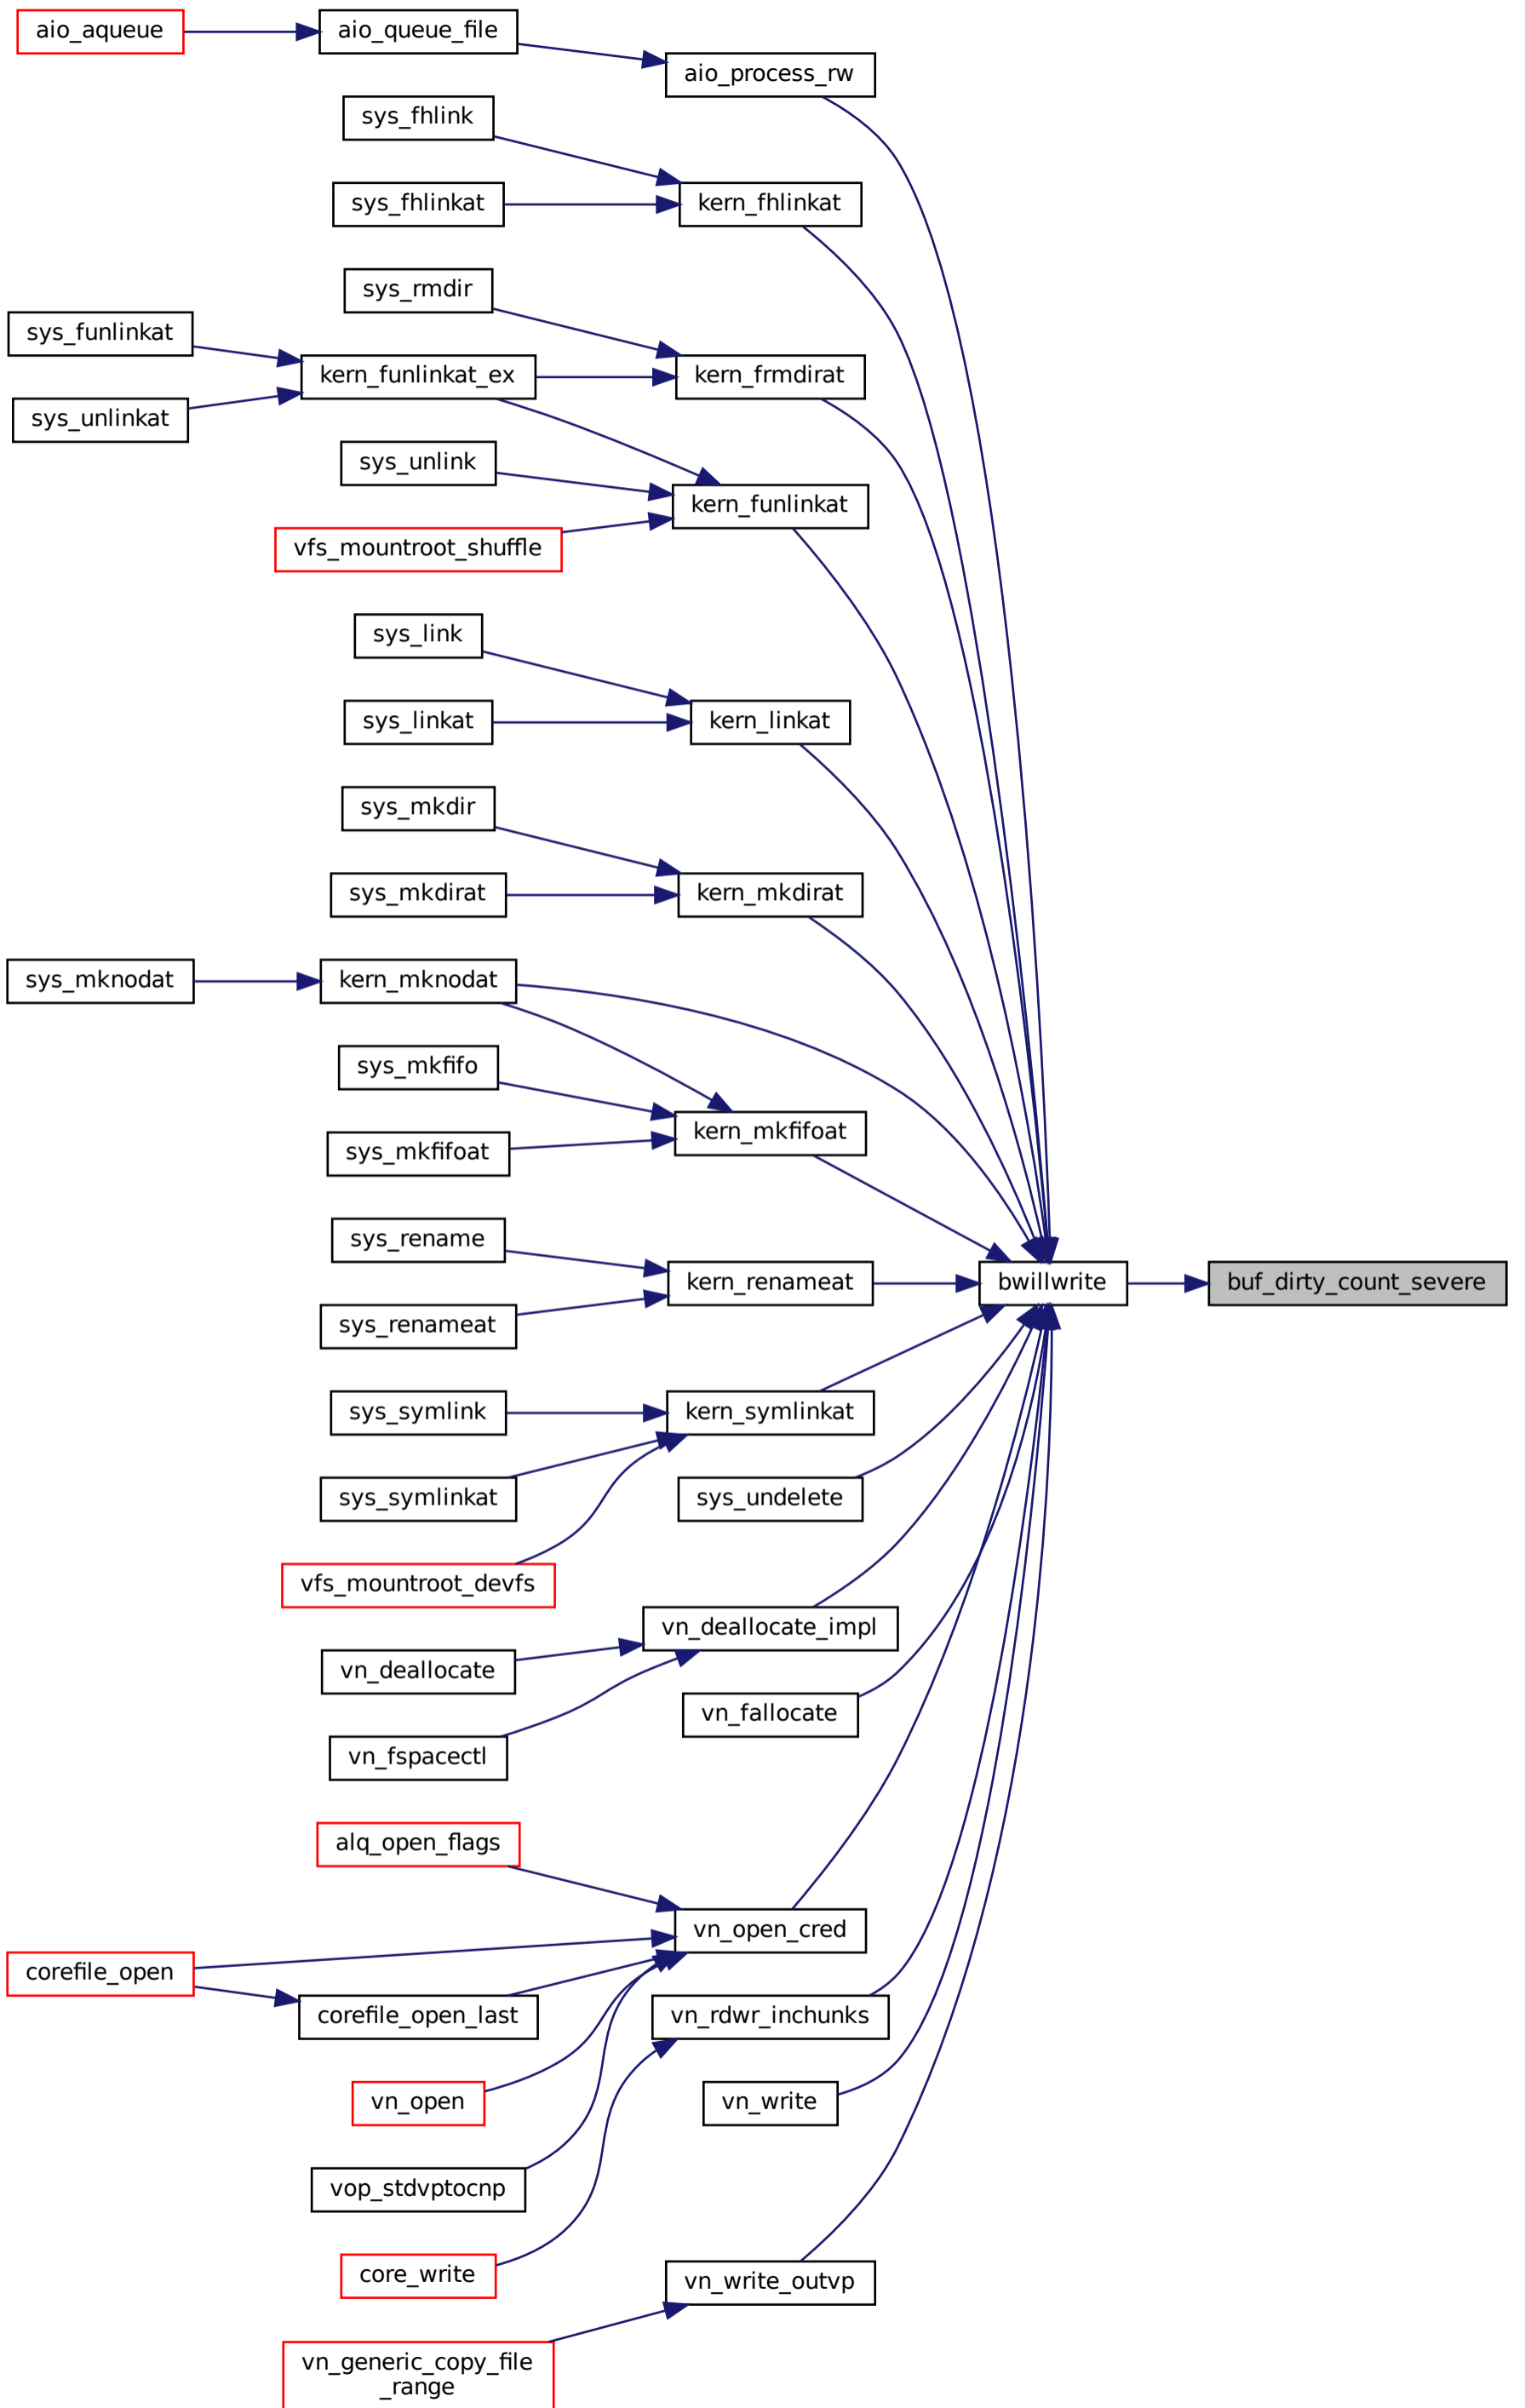 aio_aqueue
aio_queue_file
aio_process_rw
sys_fhlink
sys_fhlinkat
kern_fhlinkat
sys_rmdir
sys_funlinkat
kern_funlinkat_ex
kern_frmdirat
sys_unlinkat
sys_unlink
kern_funlinkat
vfs_mountroot_shuffle
sys_link
sys_linkat
kern_linkat
sys_mkdir
sys_mkdirat
kern_mkdirat
sys_mknodat
kern_mknodat
sys_mkfifo
kern_mkfifoat
sys_mkfifoat
sys_rename
kern_renameat
bwillwrite
buf_dirty_count_severe
sys_renameat
sys_symlink
kern_symlinkat
sys_symlinkat
sys_undelete
vfs_mountroot_devfs
vn_deallocate_impl
vn_deallocate
vn_fallocate
vn_fspacectl
alq_open_flags
vn_open_cred
corefile_open
corefile_open_last
vn_rdwr_inchunks
vn_open
vn_write
vop_stdvptocnp
core_write
vn_write_outvp
vn_generic_copy_file
_range